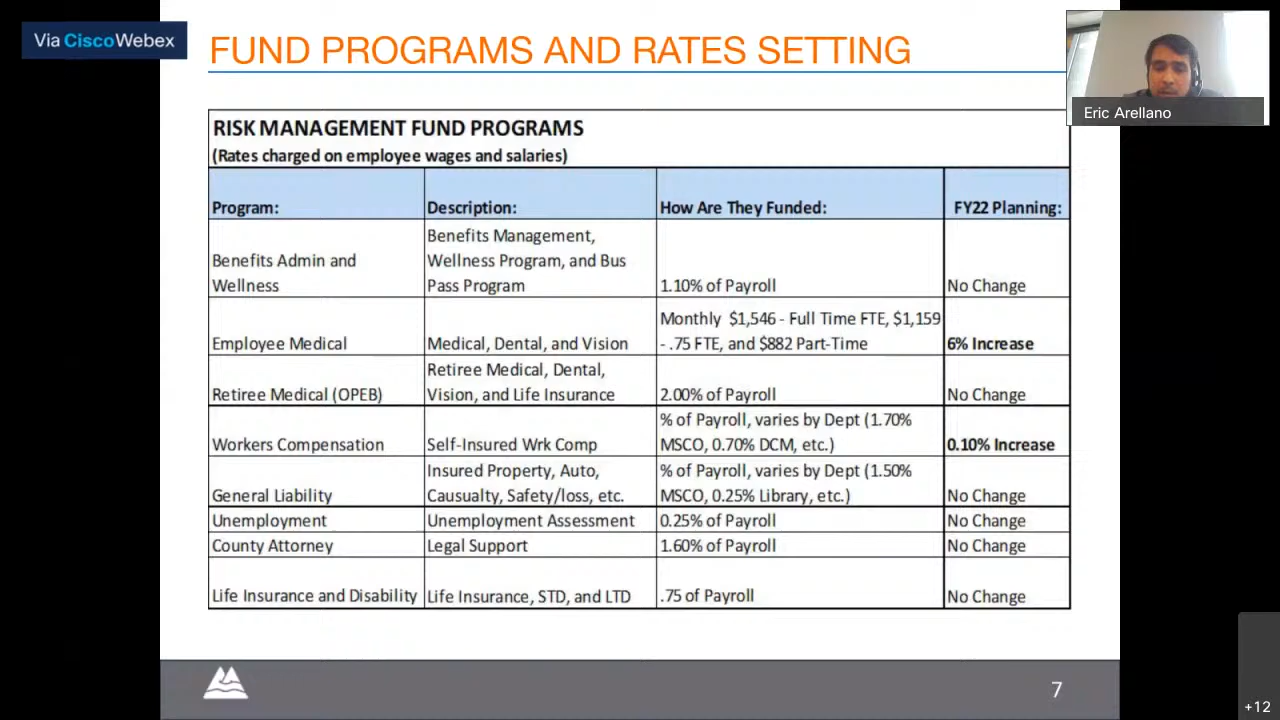 Via CiscoWebex
FUND PROGRAMS AND RATES SETTING
Eric Arellano
RISK MANAGEMENT FUND PROGRAMS
(Rates charged on employee wages and salaries)
Program:
Description:
How Are They Funded:
FY22 Planning:
Benefits Admin and
Wellness
Benefits Management,
Wellness Program, and Bus
Pass Program
1.10% of Payroll
No Change
Employee Medical
Medical, Dental, and Vision
Monthly $1,546 - Full Time FTE, $1,159
- .75 FTE, and $882 Part-Time
6% Increase
Retiree Medical (OPEB)
Retiree Medical, Dental,
Vision, and Life Insurance
2.00% of Payroll
No Change
Workers Compensation
Self-Insured Wrk Comp
% of Payroll, varies by Dept (1.70%
MSCO, 0.70% DCM, etc.)
0.10% Increase
General Liability
Insured Property, Auto,
Causualty, Safety/loss, etc.
% of Payroll, varies by Dept (1.50%
MSCO, 0.25% Library, etc.)
No Change
Unemployment
Unemployment Assessment
0.25% of Payroll
No Change
County Attorney
Legal Support
1.60% of Payroll
No Change
Life Insurance and Disability
Life Insurance, STD, and LTD
.75 of Payroll
No Change
7
+12